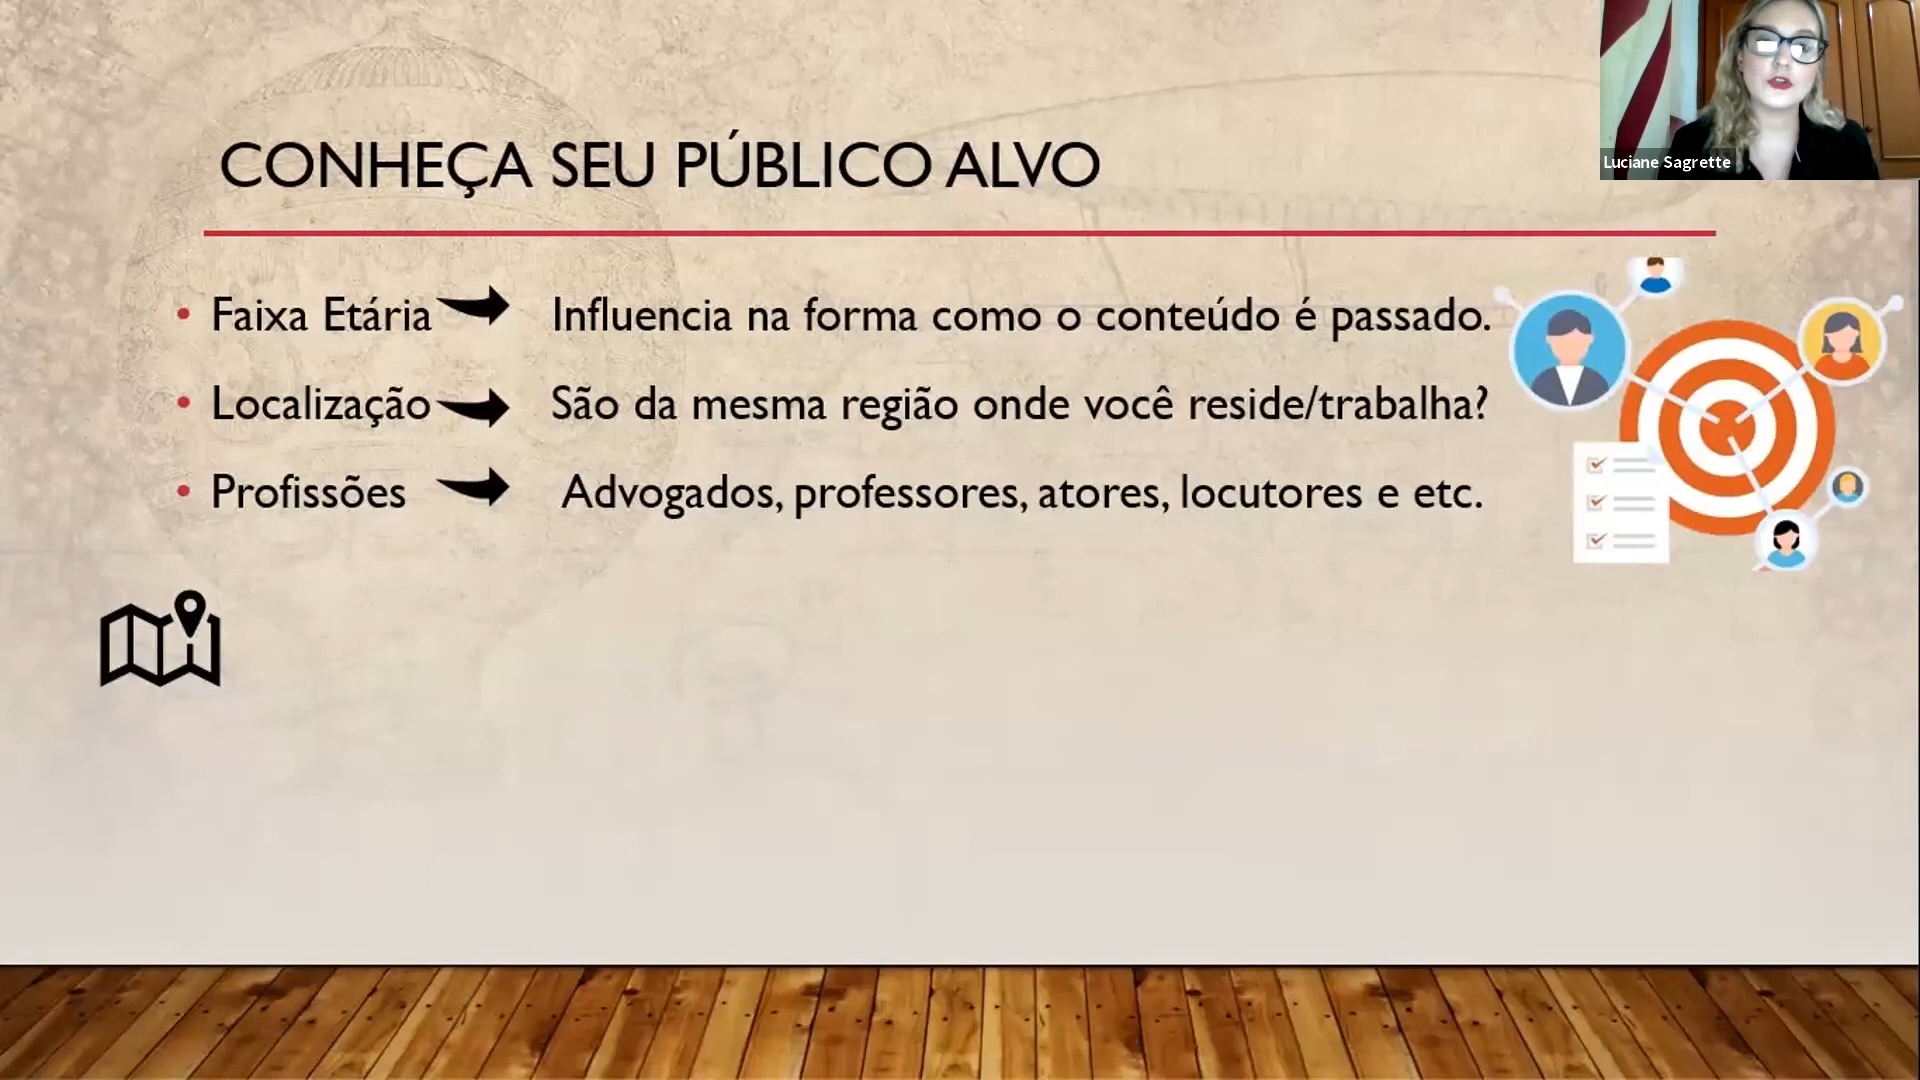 CONHEÇA SEU PÚBLICO ALVO
Luciane Sagrette
• Faixa Etária Influencia na forma como o conteúdo é passado.
• Localização São da mesma região onde você reside/trabalha?
• Profissões Advogados, professores, atores, locutores e etc.